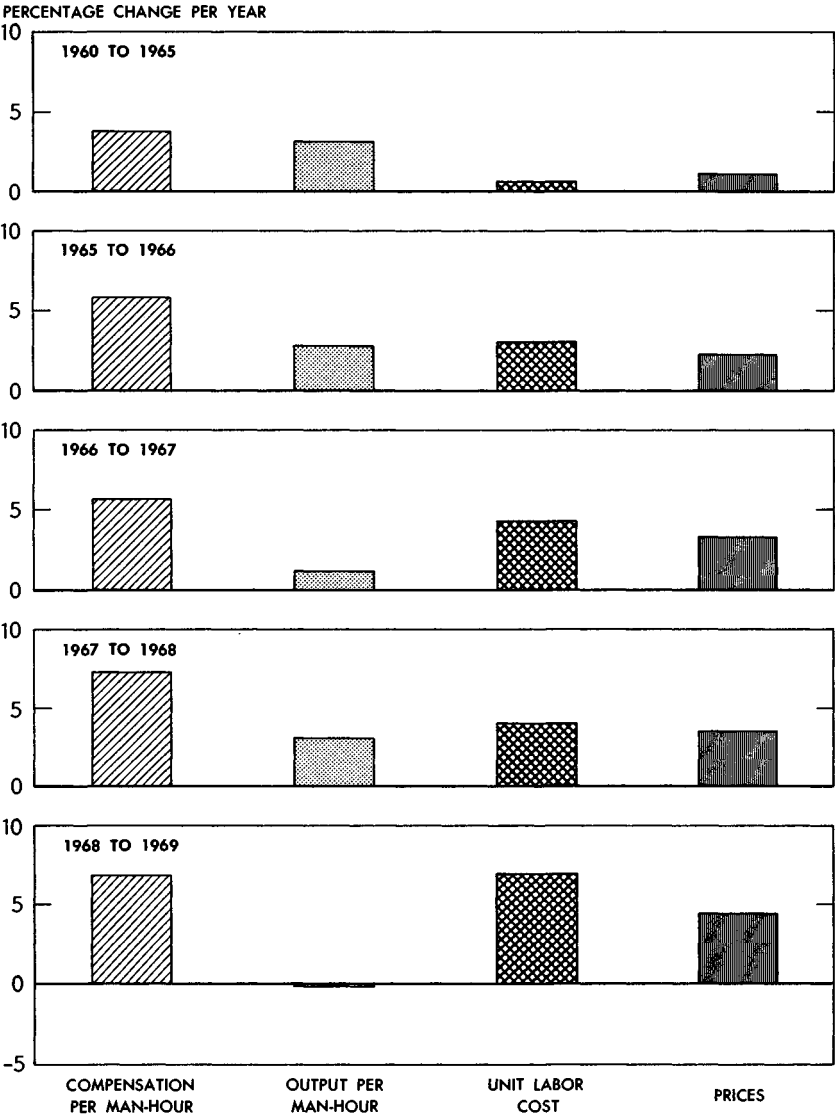 PERCENTAGE CHANGE PER YEAR
10
1960 TO 1965
5
0
10
1965 TO 1966
5
0
10
1966 TO 1967
5
0
10
1967 TO 1968
5
0
10
1968 TO 1969
5
0
-5
COMPENSATION OUTPUT PER UNIT LABOR PRICES
PER MAN-HOUR MAN-HOUR COST